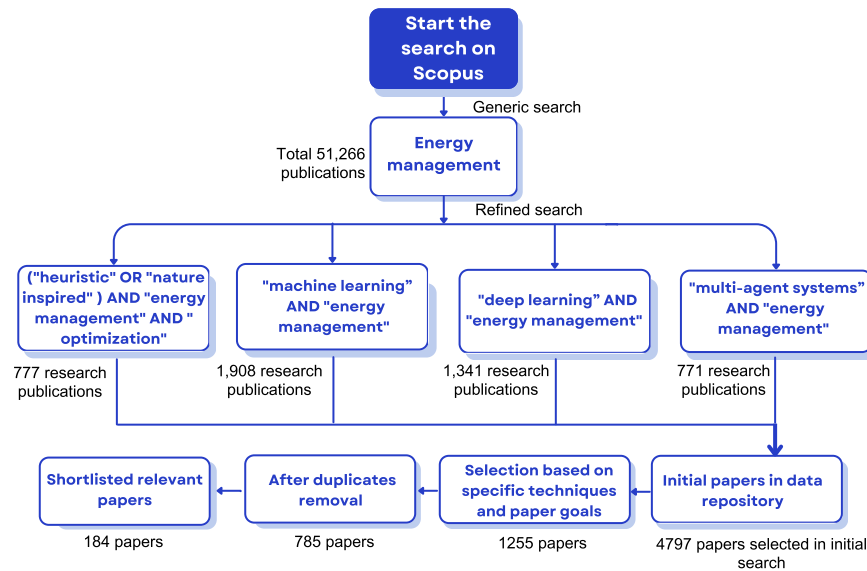 Start the
search on
Scopus
Generic search
Energy
management
Total 51,266
publications
Refined search
("heuristic" OR "nature
inspired" ) AND "energy
management" AND "
optimization"
"machine learning”
AND "energy
management"
"deep learning” AND
"energy management"
"multi-agent systems”
AND "energy
management"
777 research
publications
1,908 research
publications
1,341 research
publications
771 research
publications
Initial papers in data
repository
4797 papers selected in initial
search
Selection based on
specific techniques
and paper goals
1255 papers
After duplicates
removal
785 papers
Shortlisted relevant
papers
184 papers